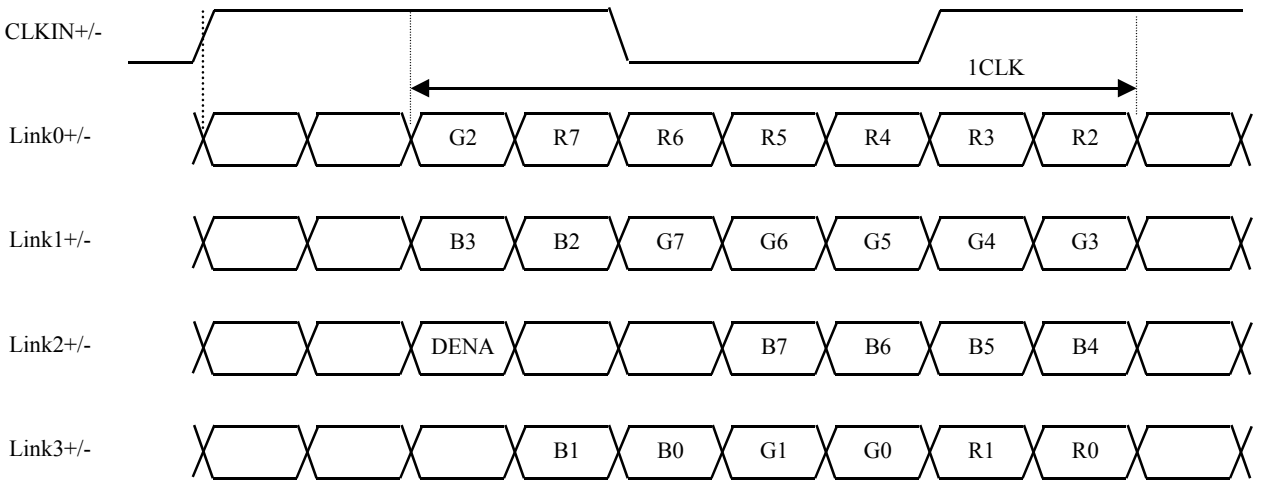 CLKIN+/-
1CLK
Link0+/- G2 R7 R6 R5 R4 R3 R2
Link1+/- B3 B2 G7 G6 G5 G4 G3
Link2+/- DENA B7 B6 B5 B4
Link3+/- B1 B0 G1 G0 R1 R0